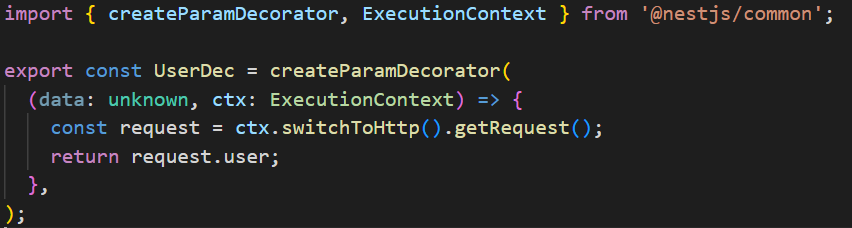 import { createParamDecorator, ExecutionContext } from '@nestjs/common';
export const UserDec = createParamDecorator(
(data: unknown, ctx: ExecutionContext) => {
const request = ctx.switchToHttp().getRequest();
return request.user;
},
);